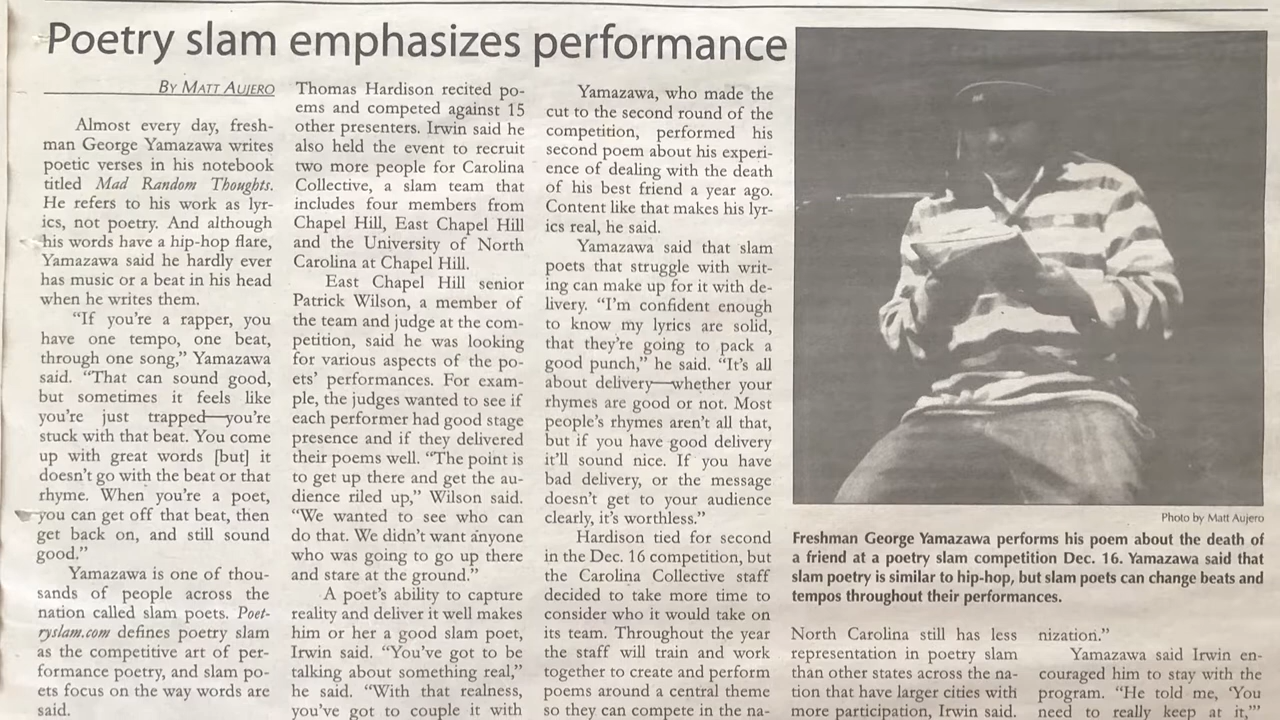 Poetry slam emphasizes performance
BY MATT AUJERO
Almost every day, fresh-
man George Yamazawa writes
poetic verses in his notebook
titled Mad Random Thoughts.
He refers to his work as lyr-
ics, not poetry. And although
his words have a hip-hop flare,
Yamazawa said he hardly ever
has music or a beat in his head
when he writes them.
“If you’re a rapper, you
have one tempo, one beat,
through one song,” Yamazawa
said. “That can sound good,
but sometimes it feels like
you’re just trapped—you’re
stuck with that beat. You come
up with great words [but] it
doesn’t go with the beat or that
rhyme. When you’re a poet,
you can get off that beat, then
get back on, and still sound
good.”
Yamazawa is one of thou-
sands of people across the
nation called slam poets. Poet-
ryslam.com defines poetry slam
as the competitive art of per-
formance poetry, and slam po-
ets focus on the way words are
said.
Thomas Hardison recited po-
ems and competed against 15
other presenters. Irwin said he
also held the event to recruit
two more people for Carolina
Collective, a slam team that
includes four members from
Chapel Hill, East Chapel Hill
and the University of North
Carolina at Chapel Hill.
East Chapel Hill senior
Patrick Wilson, a member of
the team and judge at the com-
petition, said he was looking
for various aspects of the po-
ets’ performances. For exam-
ple, the judges wanted to see if
each performer had good stage
presence and if they delivered
their poems well. “The point is
to get up there and get the au-
dience riled up,” Wilson said.
“We wanted to see who can
do that. We didn’t want anyone
who was going to go up there
and stare at the ground.”
A poet’s ability to capture
reality and deliver it well makes
him or her a good slam poet,
Irwin said. “You’ve got to be
talking about something real,”
he said. “With that realness,
you’ve got to couple it with
Yamazawa, who made the
cut to the second round of the
competition, performed his
second poem about his experi-
ence of dealing with the death
of his best friend a year ago.
Content like that makes his lyr-
ics real, he said.
Yamazawa said that slam
poets that struggle with writ-
ing can make up for it with de-
livery. “I’m confident enough
to know my lyrics are solid,
that they’re going to pack a
good punch,” he said. “It’s all
about delivery—whether your
rhymes are good or not. Most
people’s rhymes aren’t all that,
but if you have good delivery
it’ll sound nice. If you have
bad delivery, or the message
doesn’t get to your audience
clearly, it’s worthless.”
Hardison tied for second
in the Dec. 16 competition, but
the Carolina Collective staff
decided to take more time to
consider who it would take on
its team. Throughout the year
the staff will train and work
together to create and perform
poems around a central theme
so they can compete in the na-
Photo by Matt Aujero
Freshman George Yamazawa performs his poem about the death of
a friend at a poetry slam competition Dec. 16. Yamazawa said that
slam poetry is similar to hip-hop, but slam poets can change beats and
tempos throughout their performances.
North Carolina still has less
representation in poetry slam
than other states across the na-
tion that have larger cities with
more participation, Irwin said.
nization.”
Yamazawa said Irwin en-
couraged him to stay with the
program. “He told me, ‘You
need to really keep at it,’”